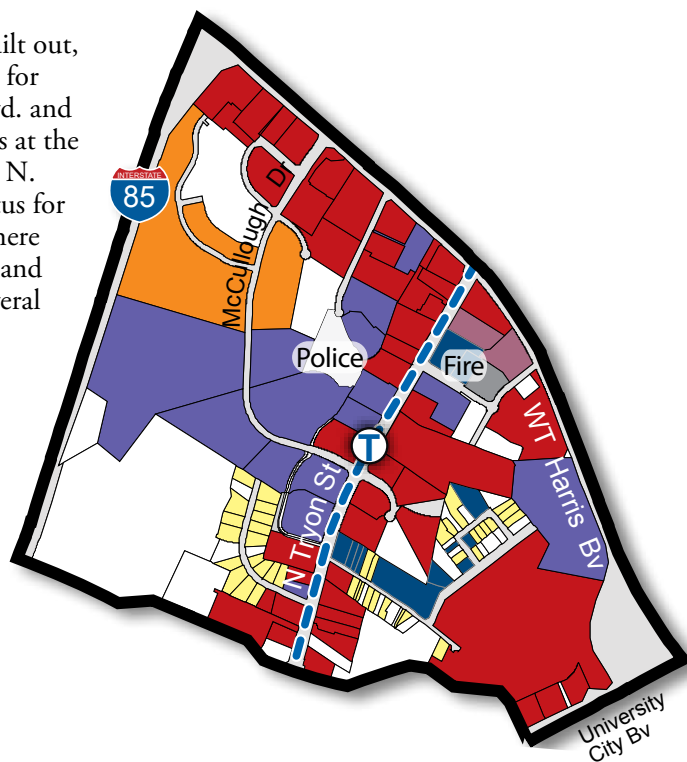 ilt out,
for
d. and
s at the
N.
tus for
here
and
eral
INTERSTATE
85
McCullough Dr
Police
Fire
T
N Tryon St
WT Harris Bv
University
City Bv